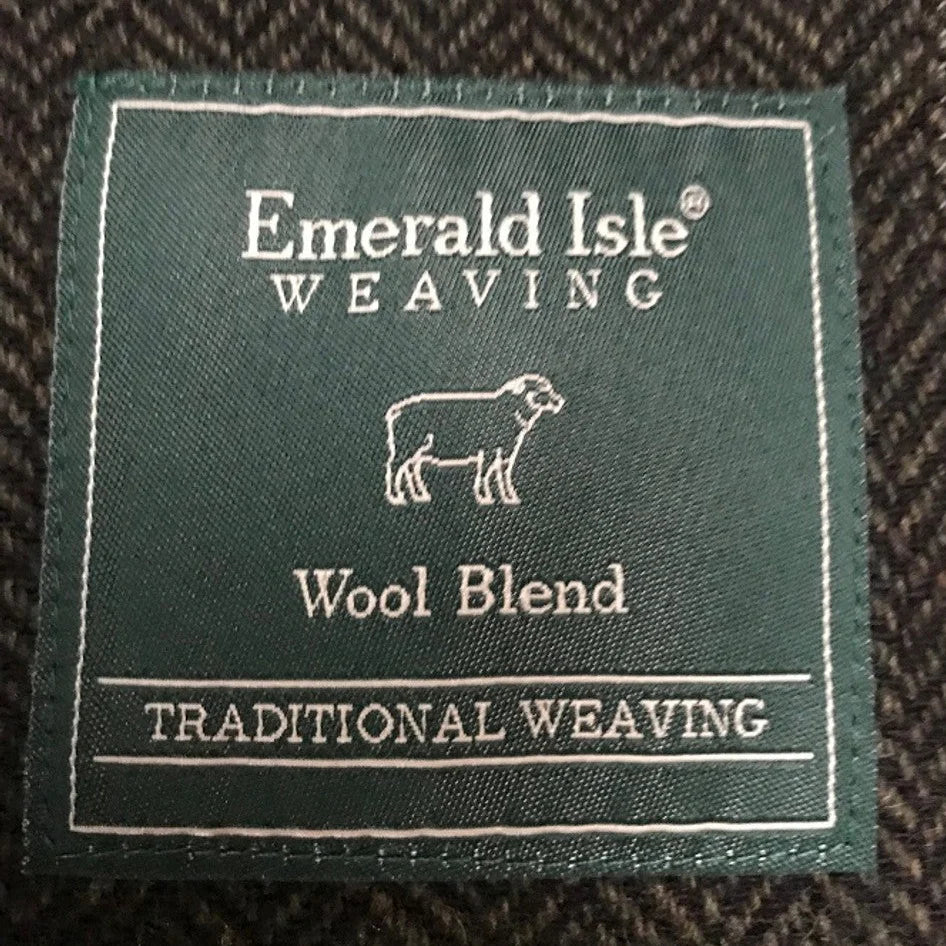 Emerald Isle®
WEAVING
Wool Blend
TRADITIONAL WEAVING